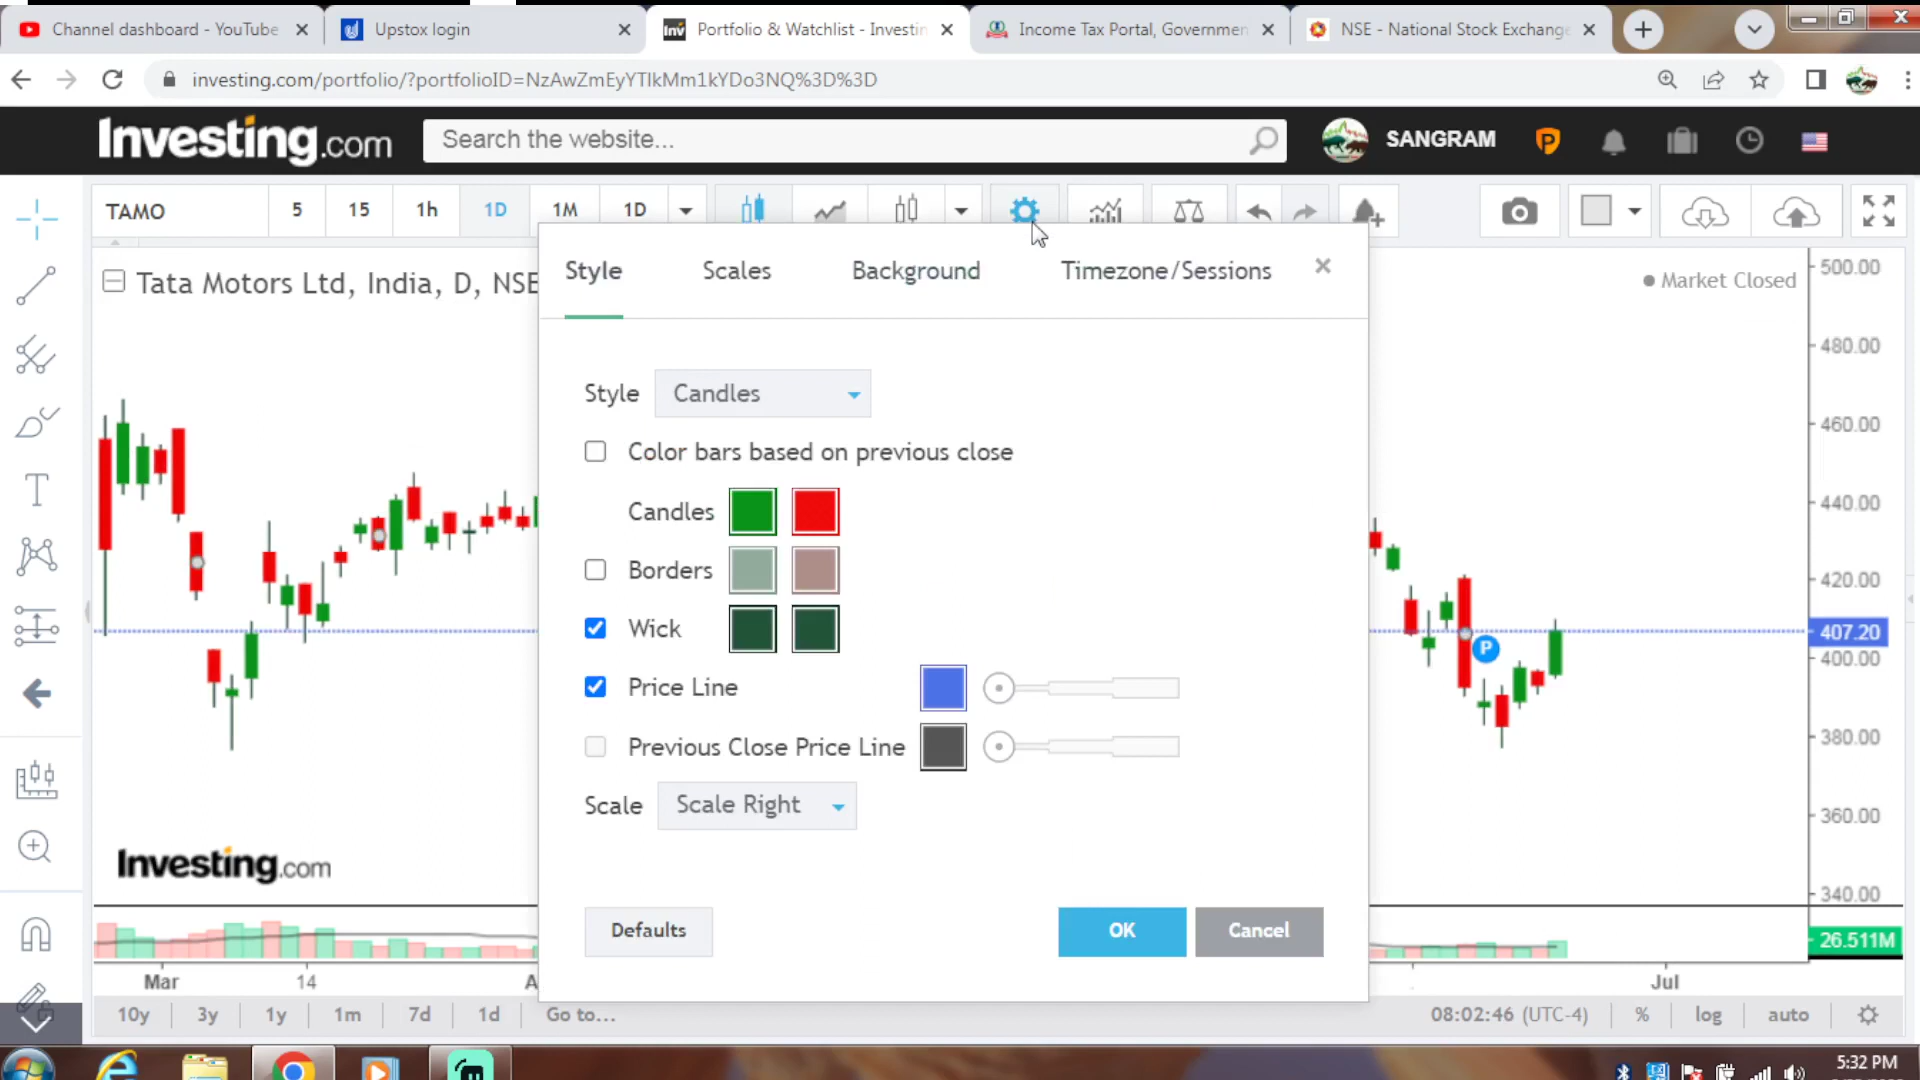 Channel dashboard - YouTube
Upstox login
Portfolio & Watchlist - Investin
Income Tax Portal, Governmen
NSE - National Stock Exchange
investing.com/portfolio/?portfolioID=NzAwZmEyYTIkMm1kYDo3NQ%3D%3D
Investing.com
Search the website...
SANGRAM
P
TAMO
5
15
1h
1D
1M
1D
Tata Motors Ltd, India, D, NSE
Market Closed
Style
Scales
Background
Timezone/Sessions
Style
Candles
Color bars based on previous close
Candles
Borders
Wick
Price Line
Previous Close Price Line
Scale
Scale Right
Defaults
OK
Cancel
P
500.00
480.00
460.00
440.00
420.00
407.20
400.00
380.00
360.00
340.00
26.511M
Investing.com
Mar
14
A
Jul
10y
3y
1y
1m
7d
1d
Go to...
08:02:46 (UTC-4)
%
log
auto
5:32 PM